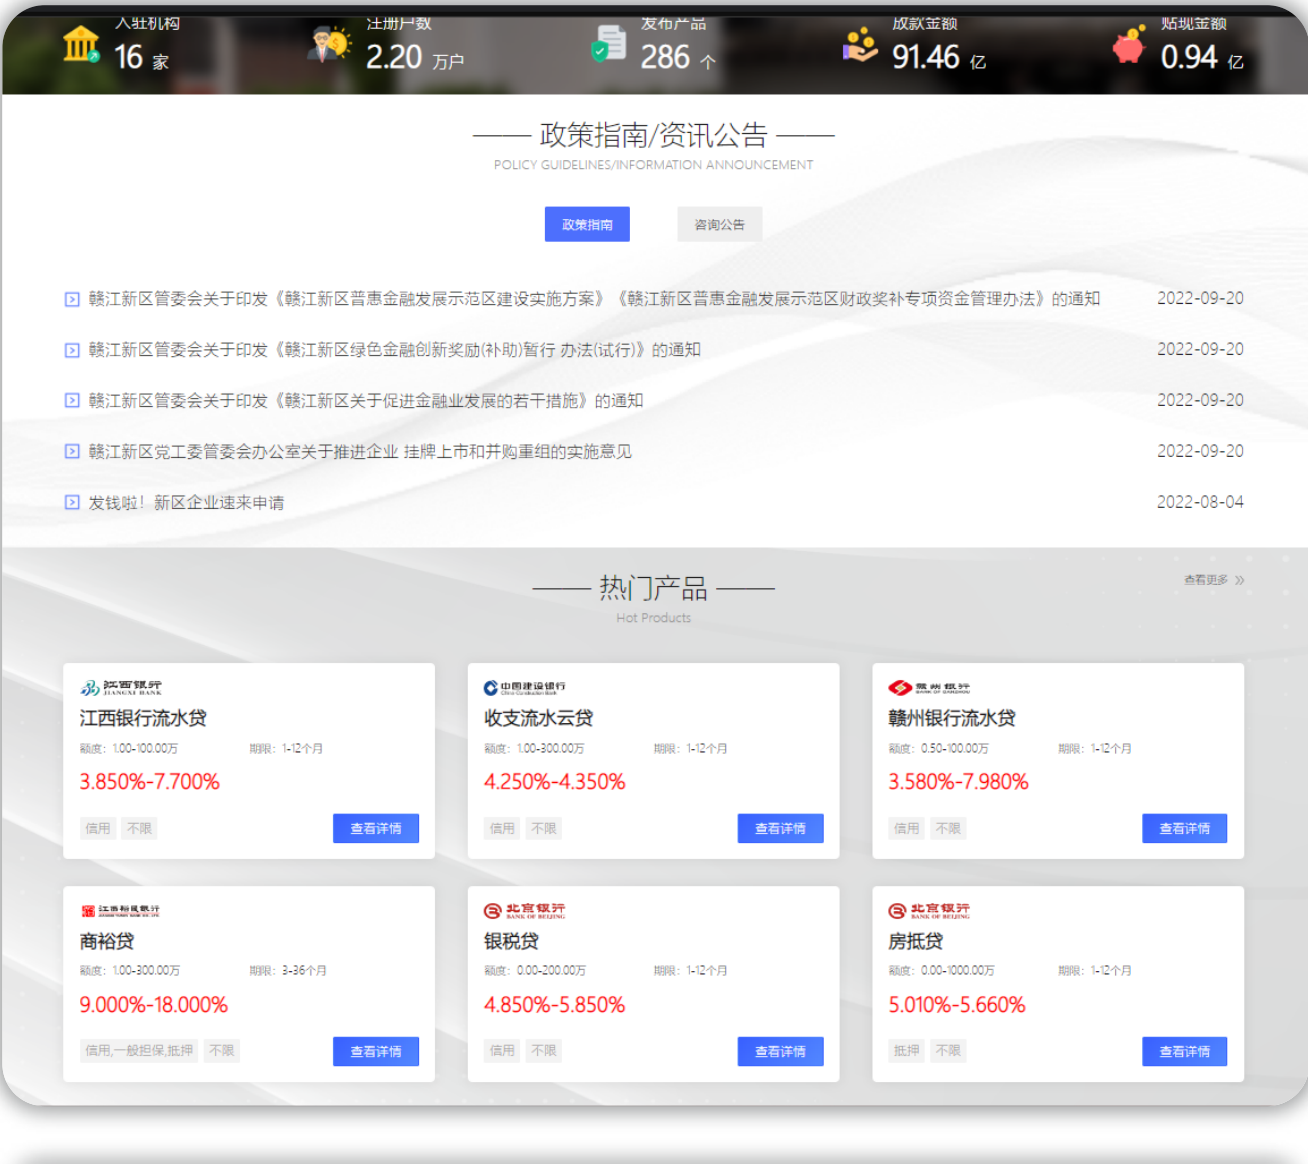 入驻机构
16 家
注册户数
2.20 万户
发布产品
286 个
放款金额
91.46 亿
贴现金额
0.94 亿
政策指南/资讯公告
POLICY GUIDELINES/INFORMATION ANNOUNCEMENT
政策指南
咨询公告
赣江新区管委会关于印发《赣江新区普惠金融发展示范区建设实施方案》《赣江新区普惠金融发展示范区财政奖补专项资金管理办法》的通知 2022-09-20
赣江新区管委会关于印发《赣江新区绿色金融创新奖励(补助)暂行 办法(试行)》的通知 2022-09-20
赣江新区管委会关于印发《赣江新区关于促进金融业发展的若干措施》的通知 2022-09-20
赣江新区党工委管委会办公室关于推进企业 挂牌上市和并购重组的实施意见 2022-09-20
发钱啦！新区企业速来申请 2022-08-04
热门产品
Hot Products
查看更多 »
江西银行
JIANGXI BANK
江西银行流水贷
额度：1.00-100.00万 期限：1-12个月
3.850%-7.700%
信用 不限 查看详情
中国建设银行
China Construction Bank
收支流水云贷
额度：1.00-300.00万 期限：1-12个月
4.250%-4.350%
信用 不限 查看详情
赣州银行
BANK OF GANZHOU
赣州银行流水贷
额度：0.50-100.00万 期限：1-12个月
3.580%-7.980%
信用 不限 查看详情
江西裕民银行
商裕贷
额度：1.00-300.00万 期限：3-36个月
9.000%-18.000%
信用,一般担保,抵押 不限 查看详情
北京银行
BANK OF BEIJING
银税贷
额度：0.00-200.00万 期限：1-12个月
4.850%-5.850%
信用 不限 查看详情
北京银行
BANK OF BEIJING
房抵贷
额度：0.00-1000.00万 期限：1-12个月
5.010%-5.660%
抵押 不限 查看详情